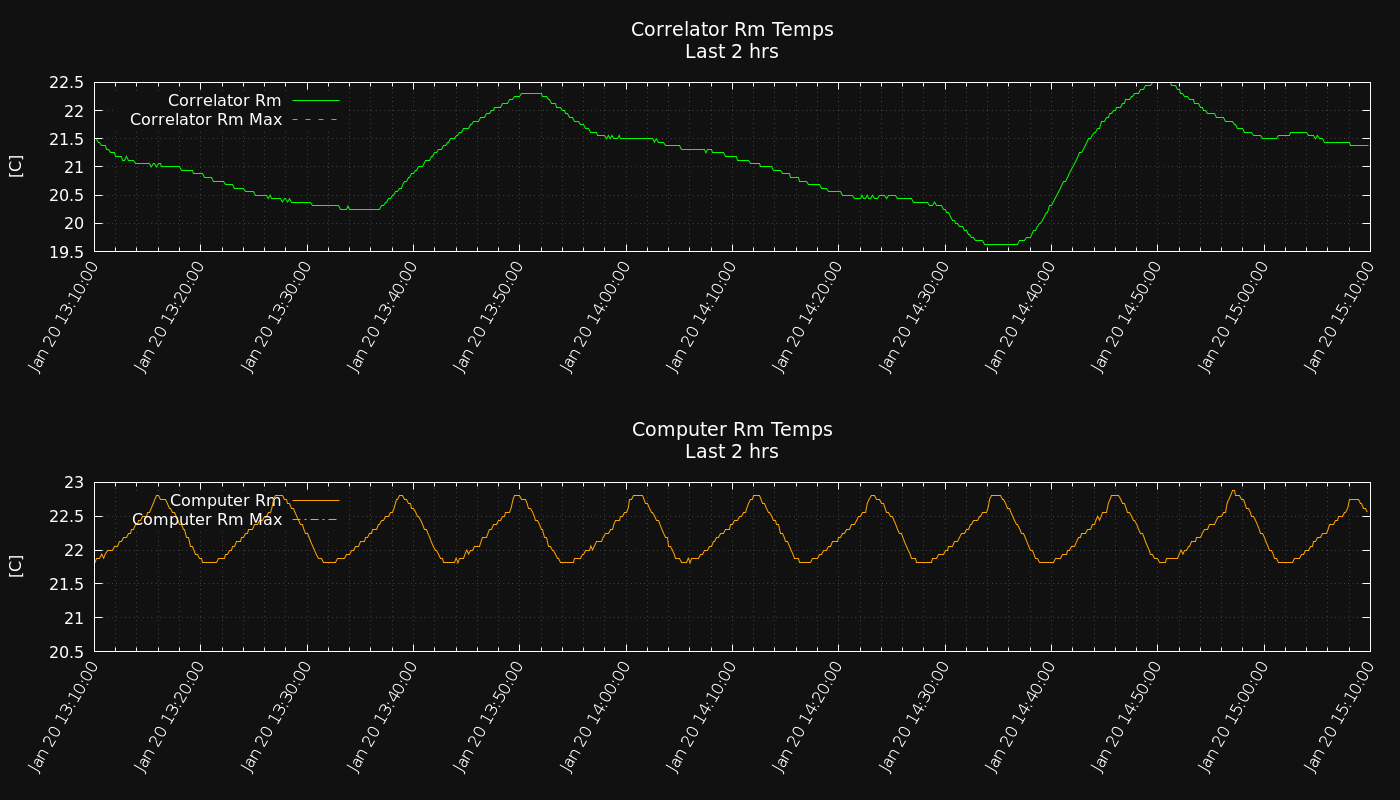 Correlator Rm Temps
Last 2 hrs
22.5
22
21.5
21
20.5
20
19.5
[C]
Correlator Rm
Correlator Rm Max
Jan 20 13:10:00
Jan 20 13:20:00
Jan 20 13:30:00
Jan 20 13:40:00
Jan 20 13:50:00
Jan 20 14:00:00
Jan 20 14:10:00
Jan 20 14:20:00
Jan 20 14:30:00
Jan 20 14:40:00
Jan 20 14:50:00
Jan 20 15:00:00
Jan 20 15:10:00
Computer Rm Temps
Last 2 hrs
23
22.5
22
21.5
21
20.5
[C]
Computer Rm
Computer Rm Max
Jan 20 13:10:00
Jan 20 13:20:00
Jan 20 13:30:00
Jan 20 13:40:00
Jan 20 13:50:00
Jan 20 14:00:00
Jan 20 14:10:00
Jan 20 14:20:00
Jan 20 14:30:00
Jan 20 14:40:00
Jan 20 14:50:00
Jan 20 15:00:00
Jan 20 15:10:00